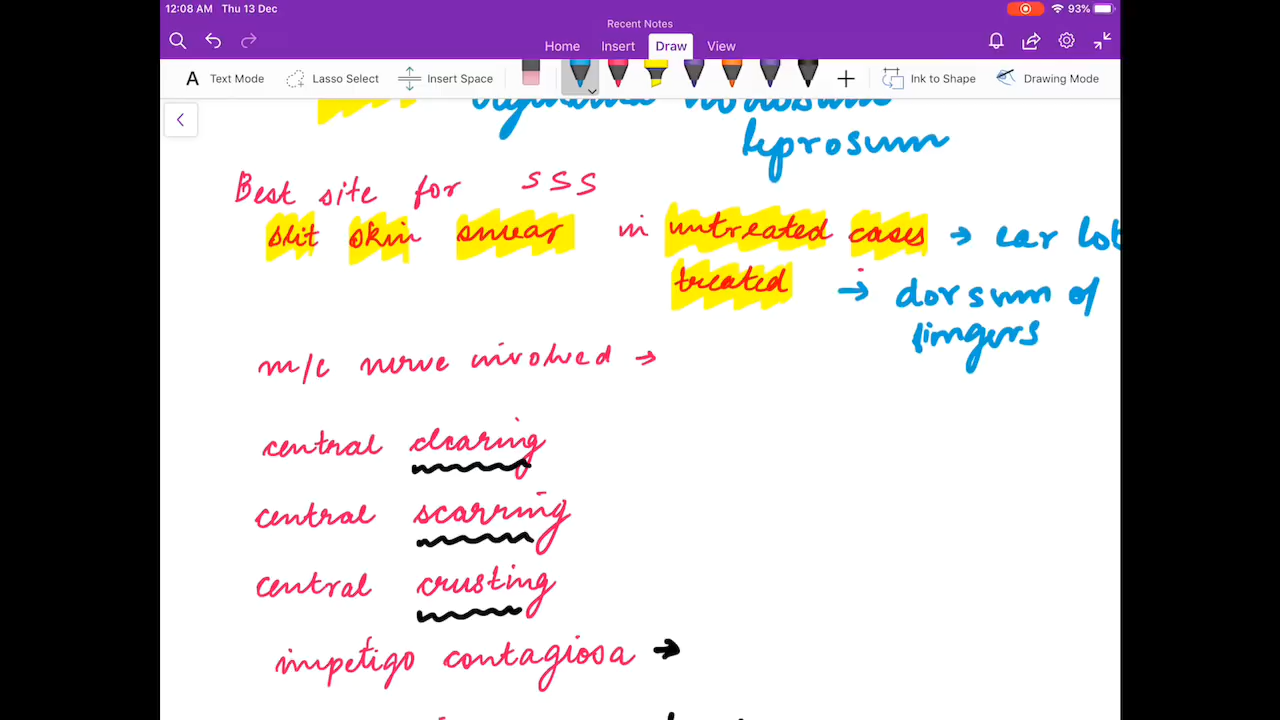 12:08 AM Thu 13 Dec
93%
Recent Notes
Home Insert Draw View
A Text Mode Lasso Select Insert Space Ink to Shape Drawing Mode
nodosum
leprosum
Best site for SSS
slit skin smear in untreated cases → ear lob
treated → dorsum of
fingers
m/c nerve involved →
central clearing
central scarring
central crusting
impetigo contagiosa →